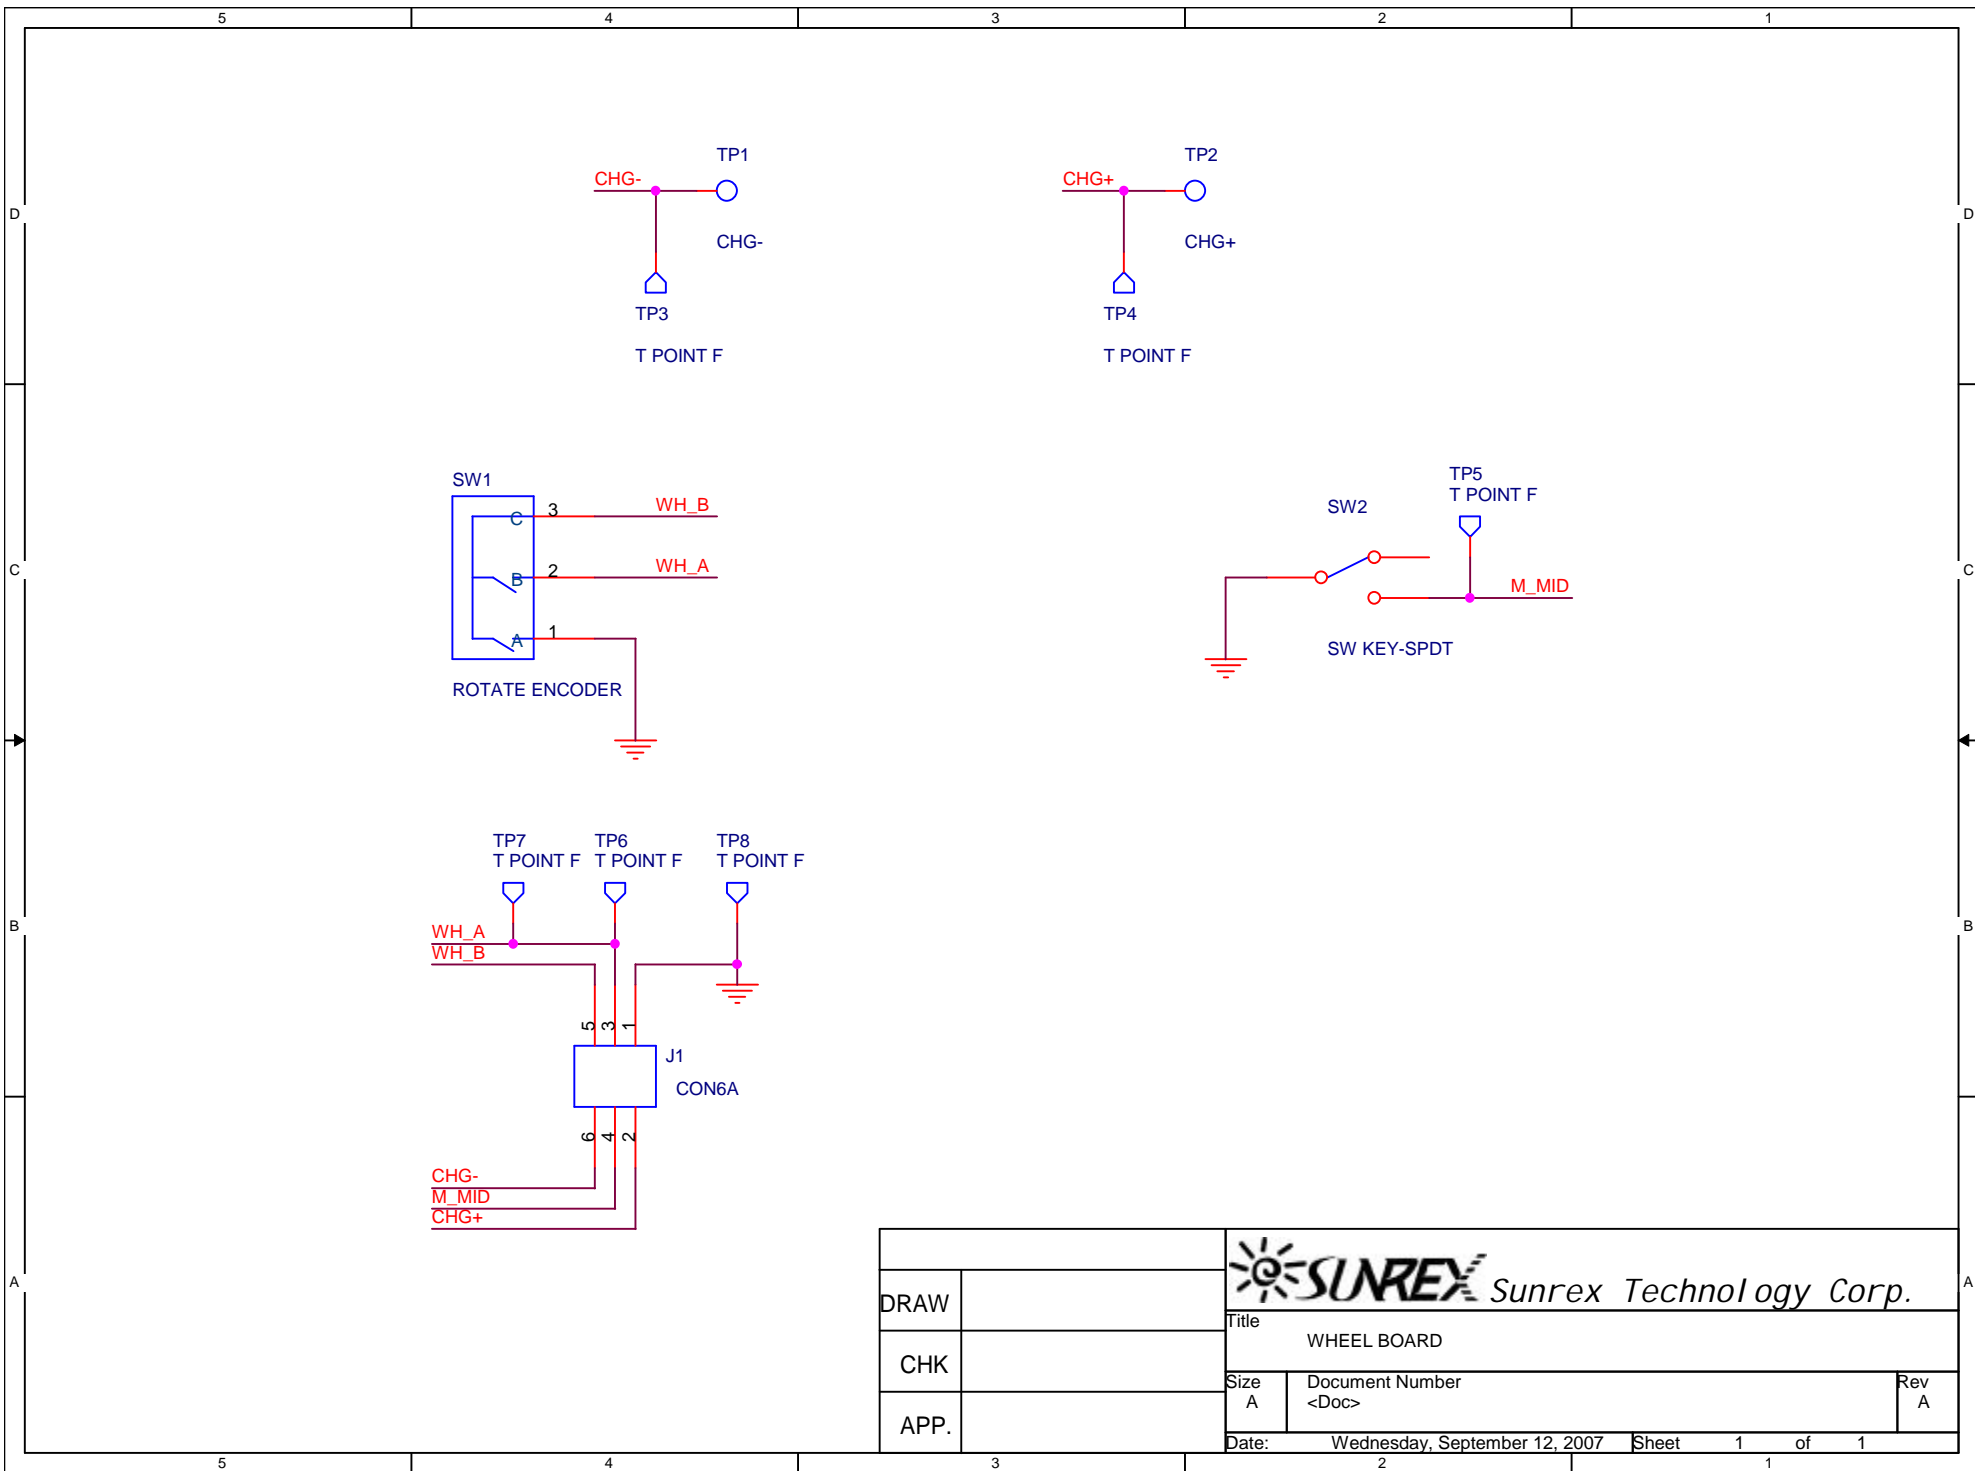 5 4 3 2 1
TP1
TP2
CHG-
CHG+
D
D
CHG-
CHG+
TP3
TP4
T POINT F
T POINT F
SW1
TP5
T POINT F
C 3 WH_B
SW2
B 2 WH_A
C
C
M_MID
A 1
SW KEY-SPDT
ROTATE ENCODER
TP7 TP6 TP8
T POINT F T POINT F T POINT F
B
B
WH_A
WH_B
5 3 1
J1
CON6A
6 4 2
CHG-
M_MID
CHG+
A
A
SUNREX Sunrex Technology Corp.
DRAW
Title
WHEEL BOARD
CHK
Size Document Number Rev
A <Doc> A
APP.
Date: Wednesday, September 12, 2007 Sheet 1 of 1
5 4 3 2 1